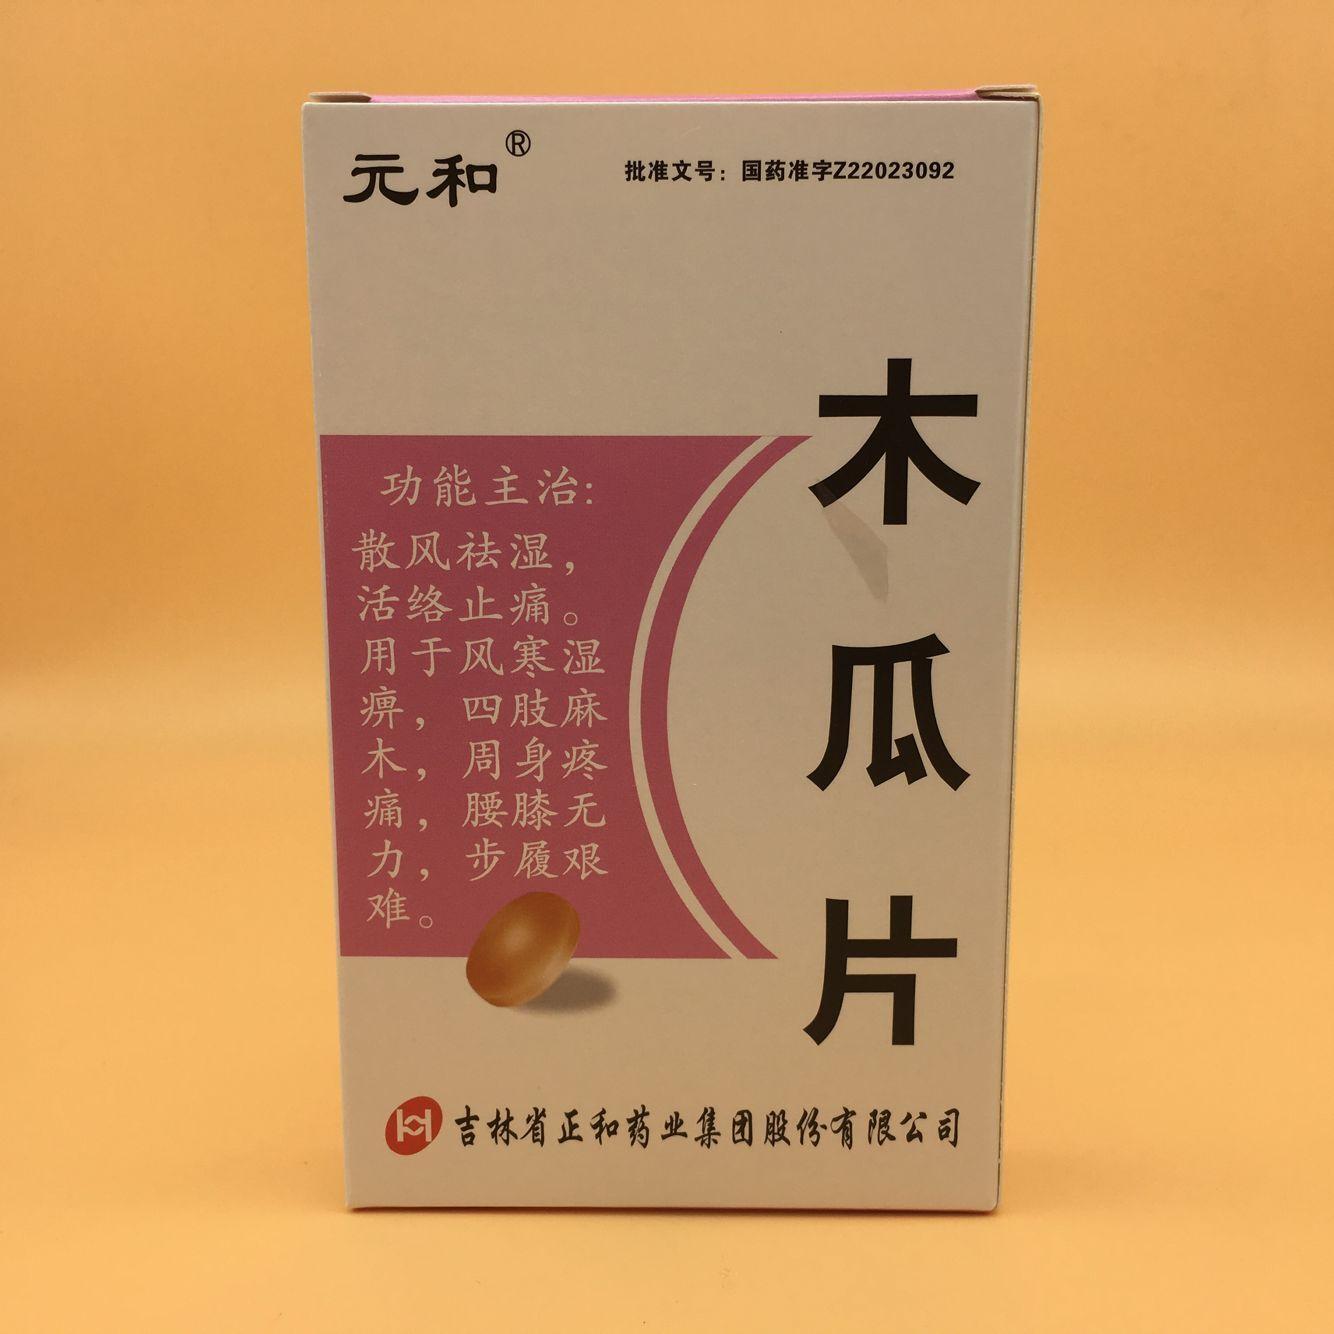 元和®
批准文号：国药准字Z22023092
木瓜片
功能主治:
散风祛湿，
活络止痛。
用于风寒湿
痹，四肢麻
木，周身疼
痛，腰膝无
力，步履艰
难。
吉林省正和药业集团股份有限公司